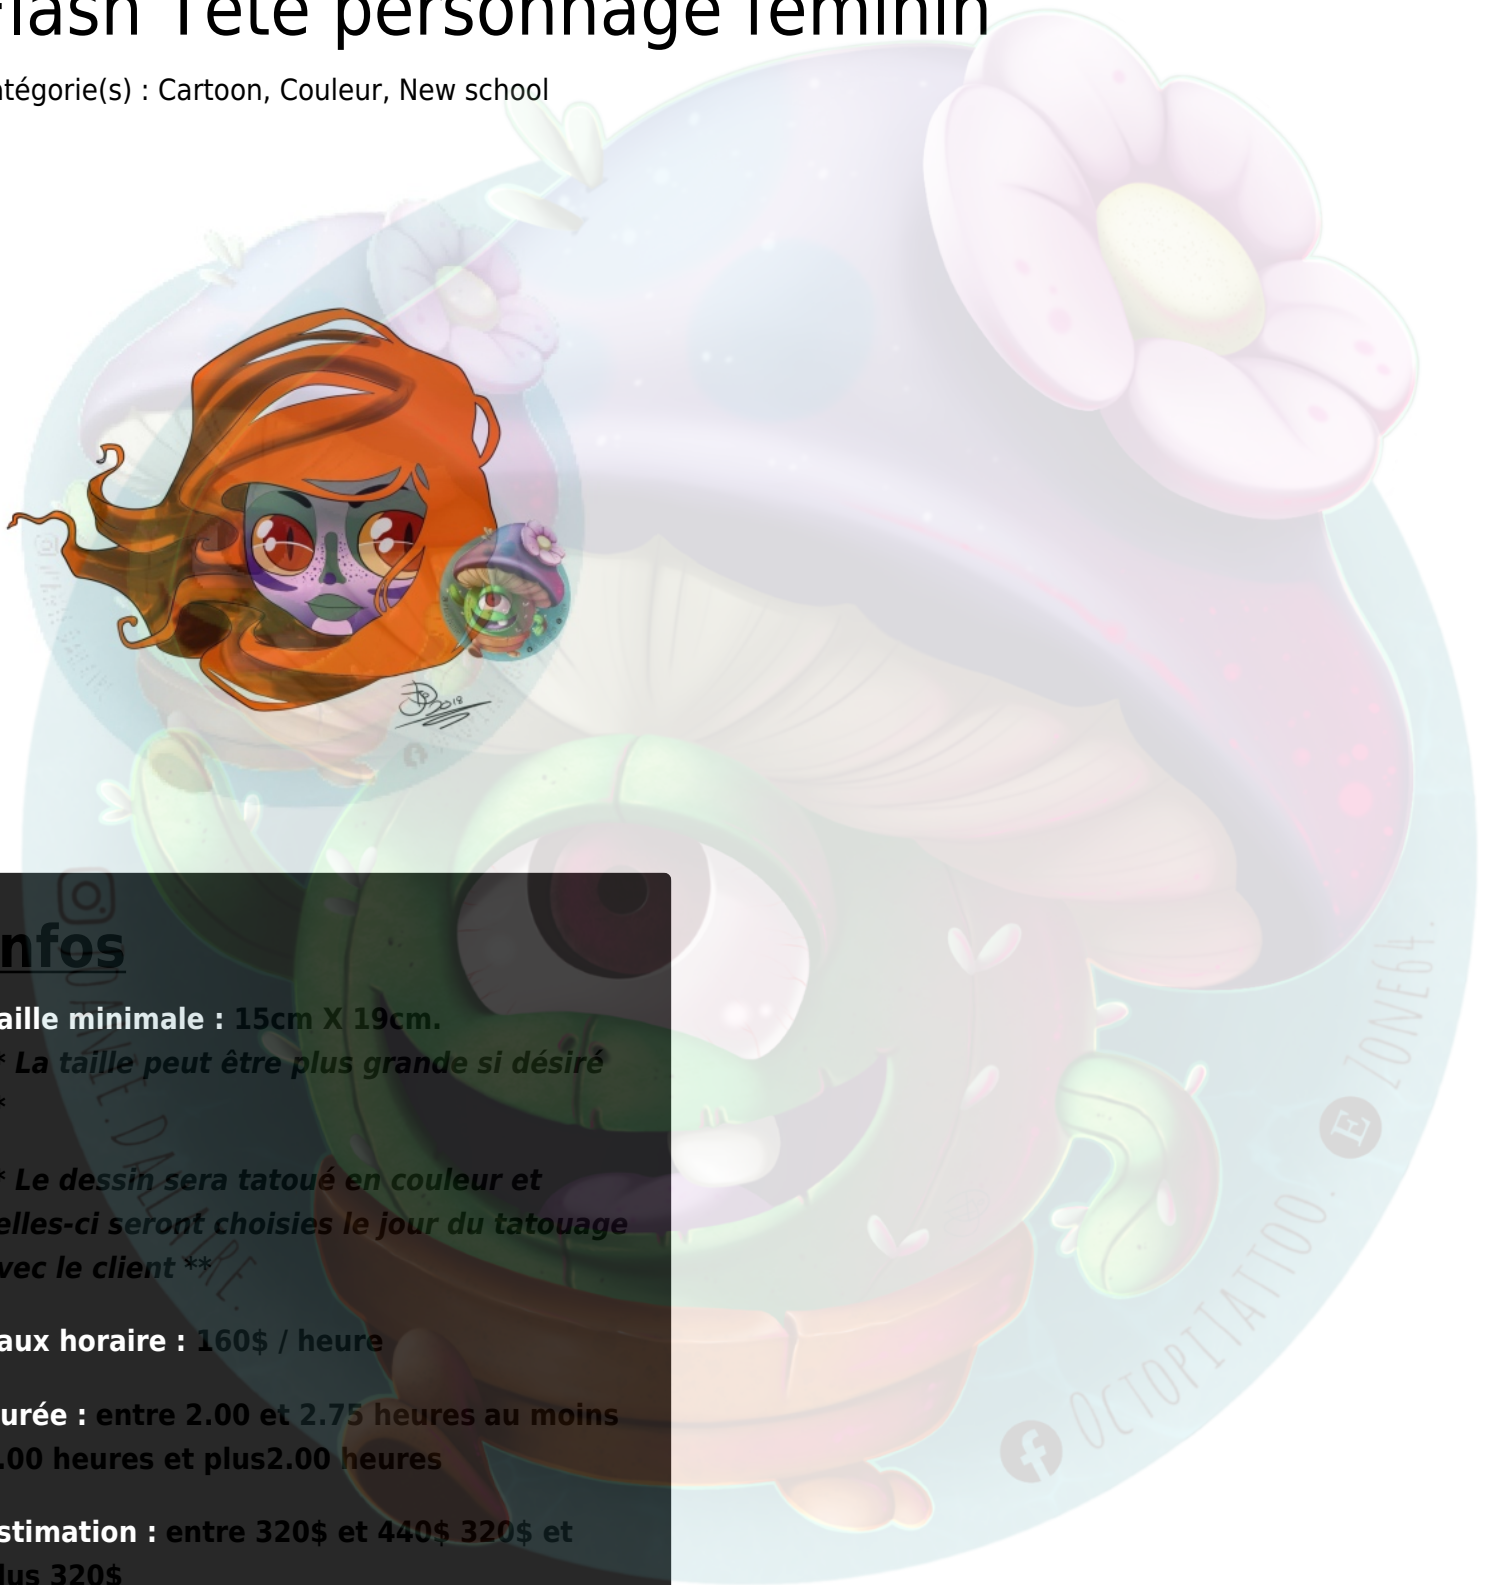 Flash Tête personnage féminin
atégorie(s) : Cartoon, Couleur, New school
2018
nfos
aille minimale : 15cm X 19cm.
* La taille peut être plus grande si désiré
*
* Le dessin sera tatoué en couleur et
elles-ci seront choisies le jour du tatouage
vec le client **
aux horaire : 160$ / heure
urée : entre 2.00 et 2.75 heures au moins
.00 heures et plus2.00 heures
stimation : entre 320$ et 440$ 320$ et
lus 320$
.DALLAIRE.
OCTOPITATTOO.
ZONE64.